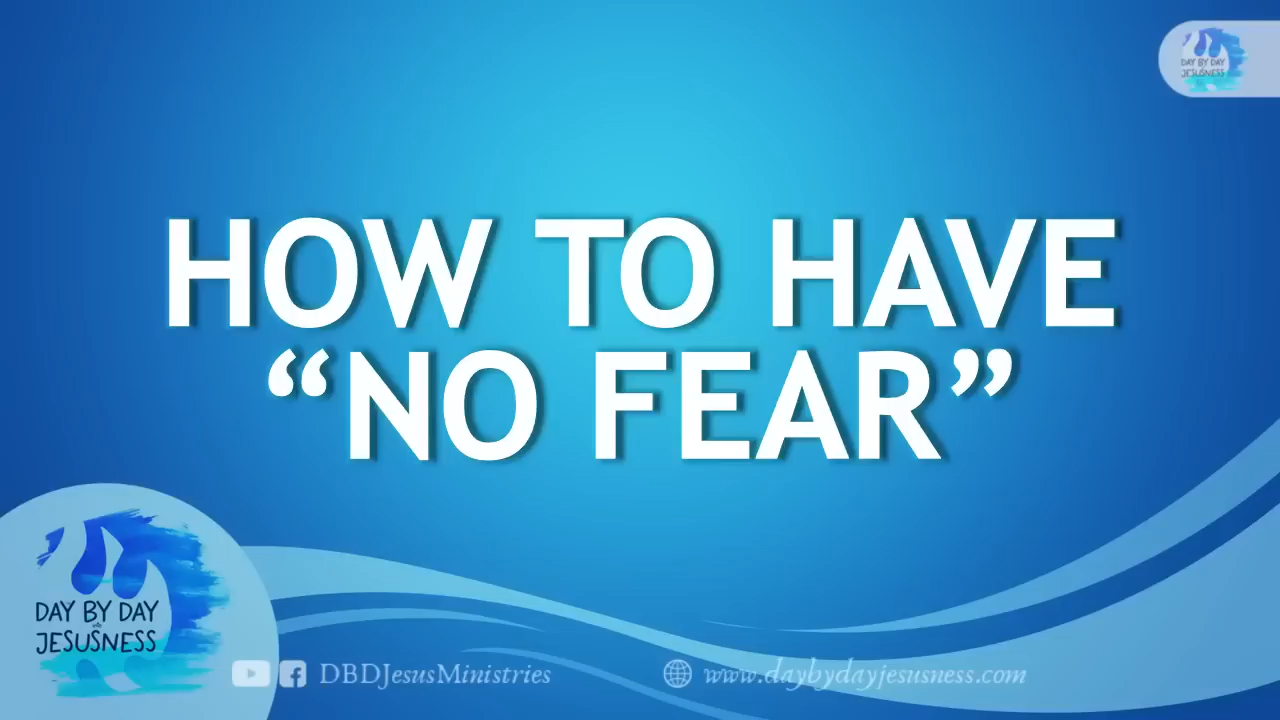 DAY BY DAY
JESUSNESS
HOW TO HAVE
“NO FEAR”
DAY BY DAY
JESUSNESS
DBDJesusMinistries
www.daybydayjesusness.com